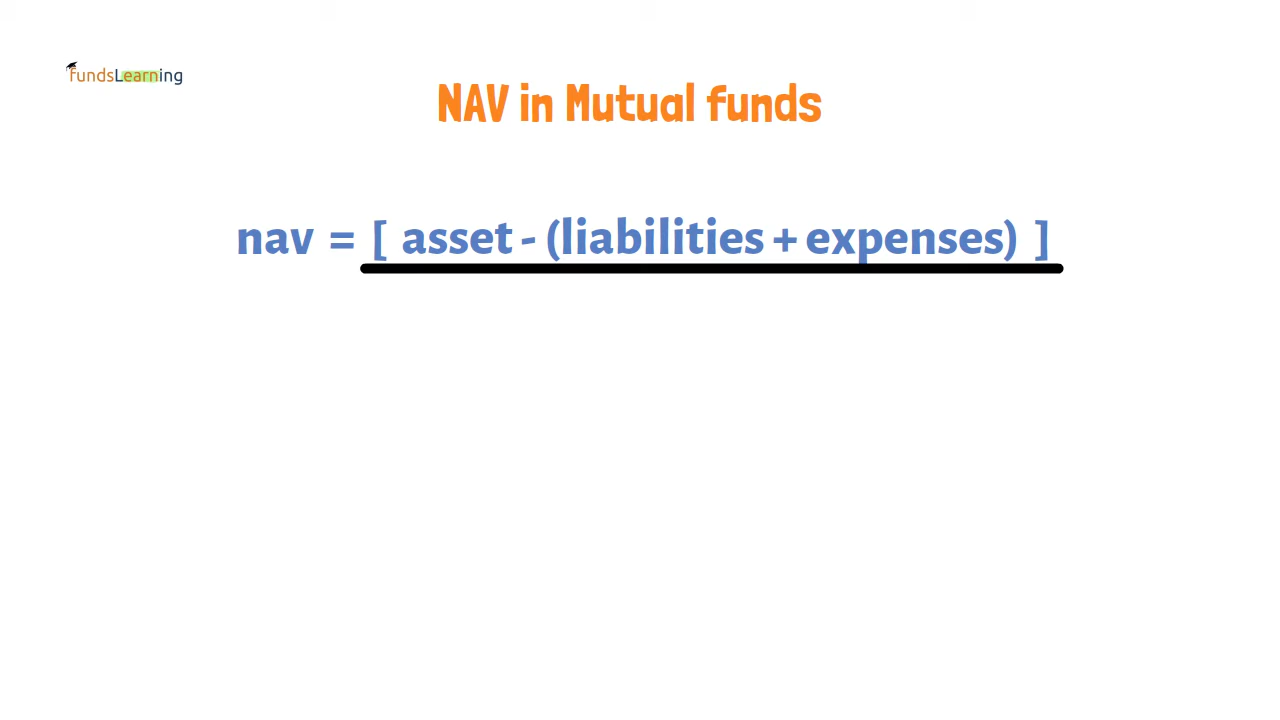 fundsLearning
NAV in Mutual funds
nav = [ asset - (liabilities + expenses) ]